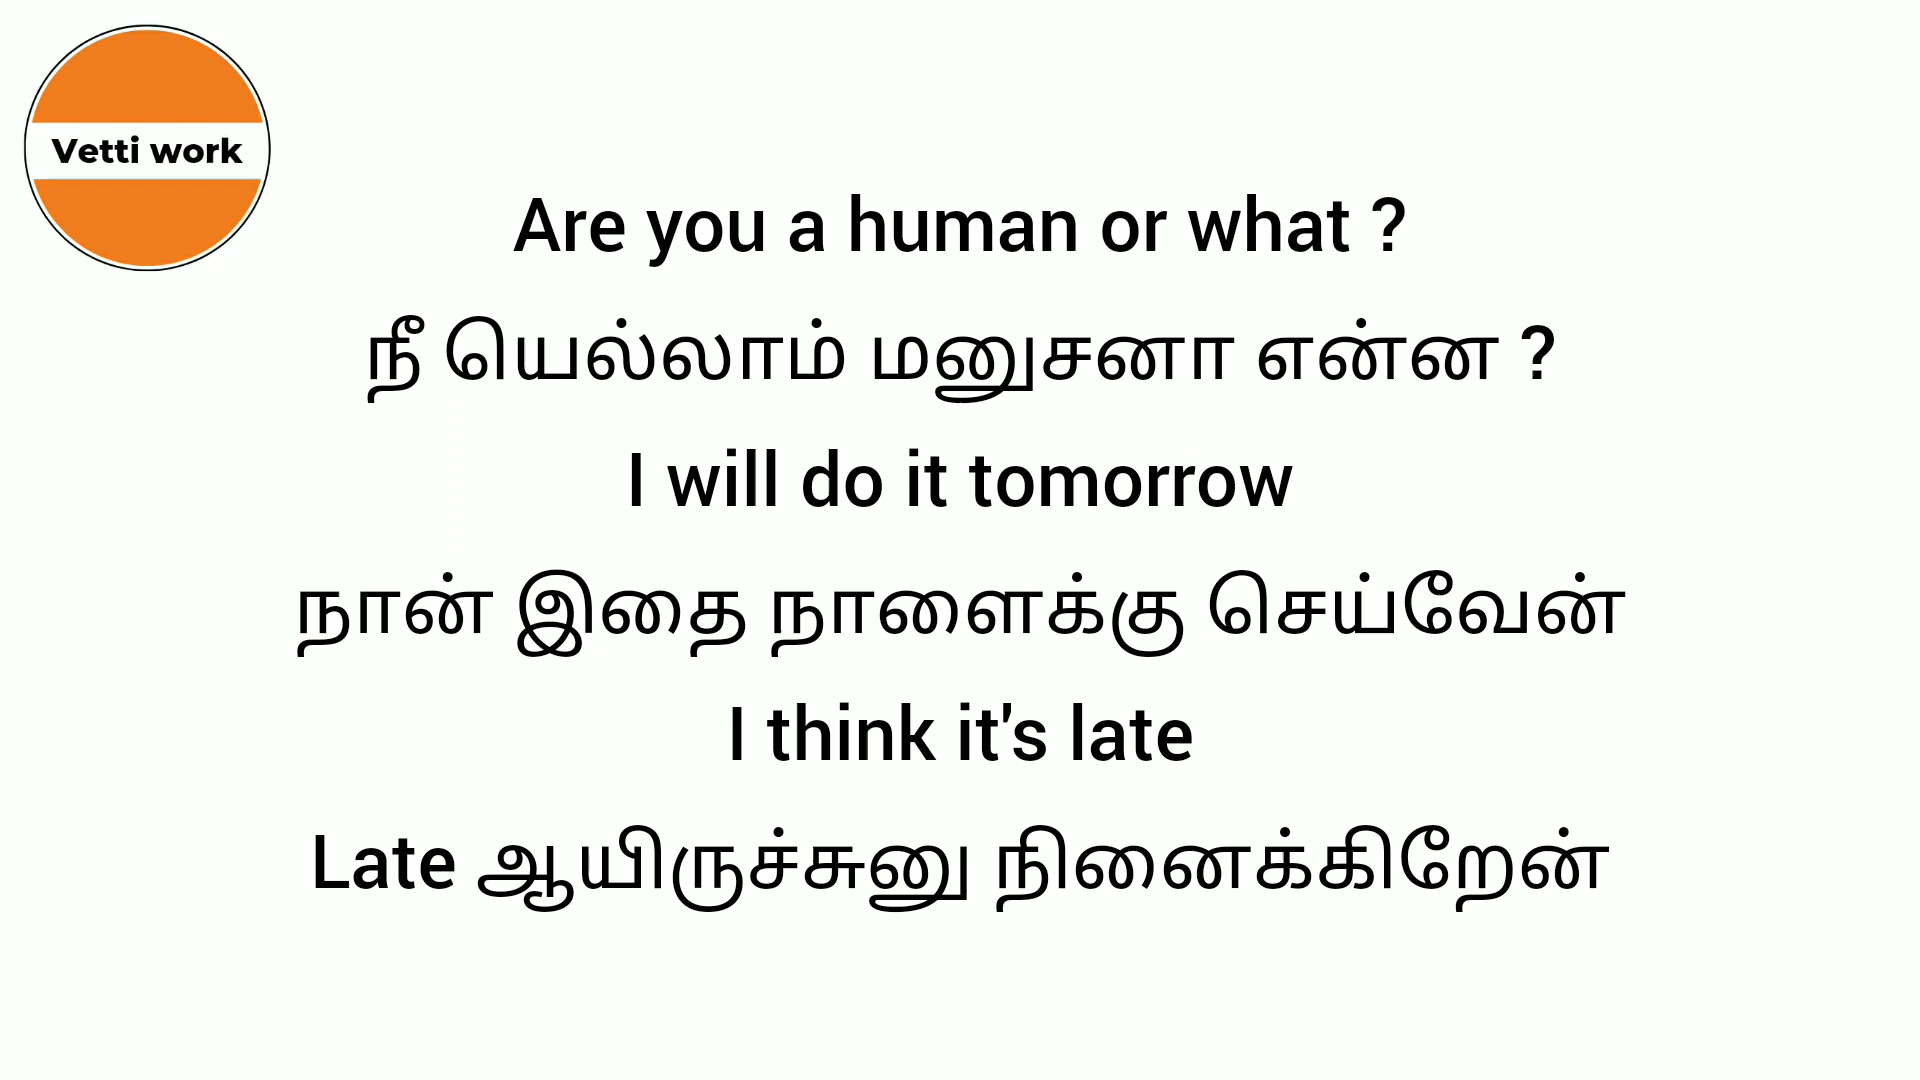 Vetti work
Are you a human or what ?
நீ யெல்லாம் மனுசனா என்ன ?
I will do it tomorrow
நான் இதை நாளைக்கு செய்வேன்
I think it's late
Late ஆயிருச்சுனு நினைக்கிறேன்